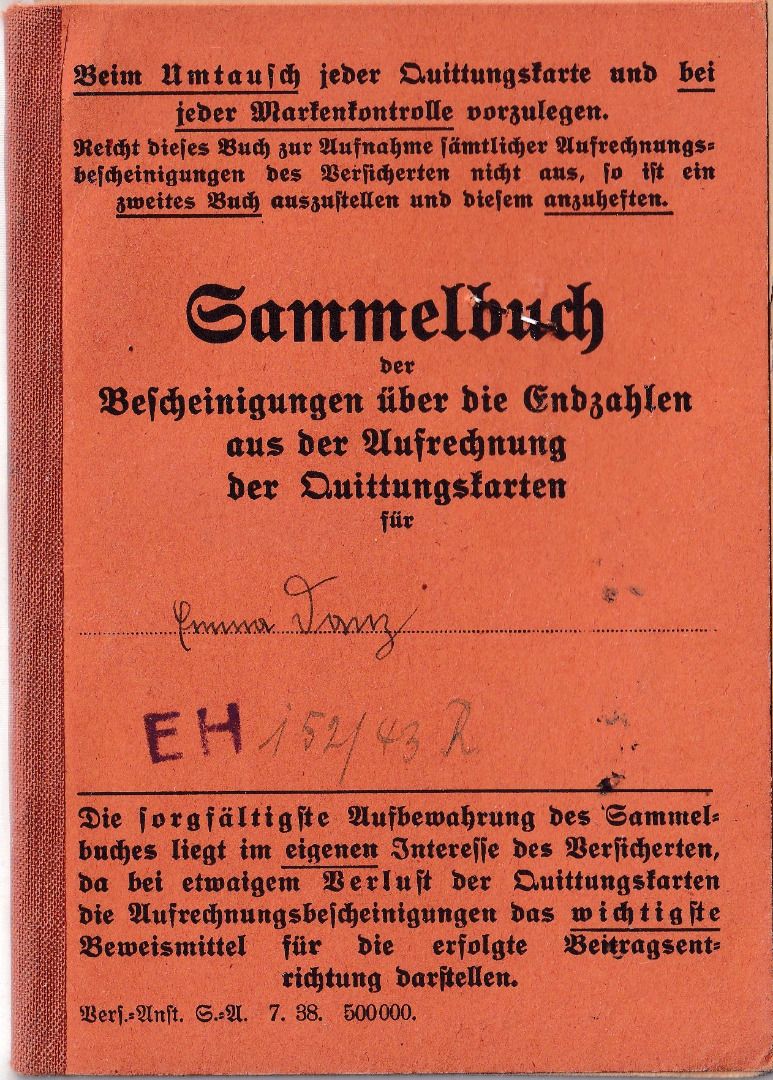 Beim Umtausch jeder Quittungskarte und bei
jeder Markenkontrolle vorzulegen.
Reicht dieses Buch zur Aufnahme sämtlicher Aufrechnungs-
bescheinigungen des Versicherten nicht aus, so ist ein
zweites Buch auszustellen und diesem anzuheften.
Sammelbuch
der
Bescheinigungen über die Endzahlen
aus der Aufrechnung
der Quittungskarten
für
Emma Danz
EH 152/43 R
Die sorgfältigste Aufbewahrung des Sammel-
buches liegt im eigenen Interesse des Versicherten,
da bei etwaigem Verlust der Quittungskarten
die Aufrechnungsbescheinigungen das wichtigste
Beweismittel für die erfolgte Beitragsent-
richtung darstellen.
Vers.-Anst. S.-A. 7. 38. 500000.